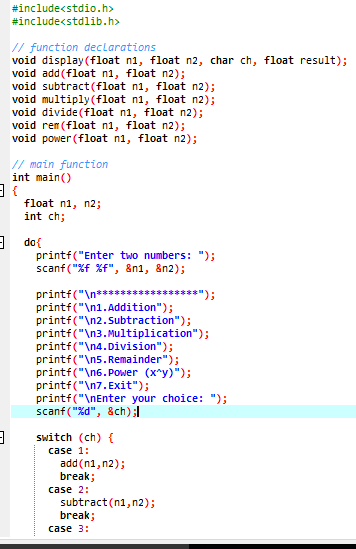 #include<stdio.h>
#include<stdlib.h>
// function declarations
void display(float n1, float n2, char ch, float result);
void add(float n1, float n2);
void subtract(float n1, float n2);
void multiply(float n1, float n2);
void divide(float n1, float n2);
void rem(float n1, float n2);
void power(float n1, float n2);
// main function
int main()
{
float n1, n2;
int ch;
do{
printf("Enter two numbers: ");
scanf("%f %f", &n1, &n2);
printf("\n*****************");
printf("\n1.Addition");
printf("\n2.Subtraction");
printf("\n3.Multiplication");
printf("\n4.Division");
printf("\n5.Remainder");
printf("\n6.Power (x^y)");
printf("\n7.Exit");
printf("\nEnter your choice: ");
scanf("%d", &ch);
switch (ch) {
case 1:
add(n1,n2);
break;
case 2:
subtract(n1,n2);
break;
case 3: